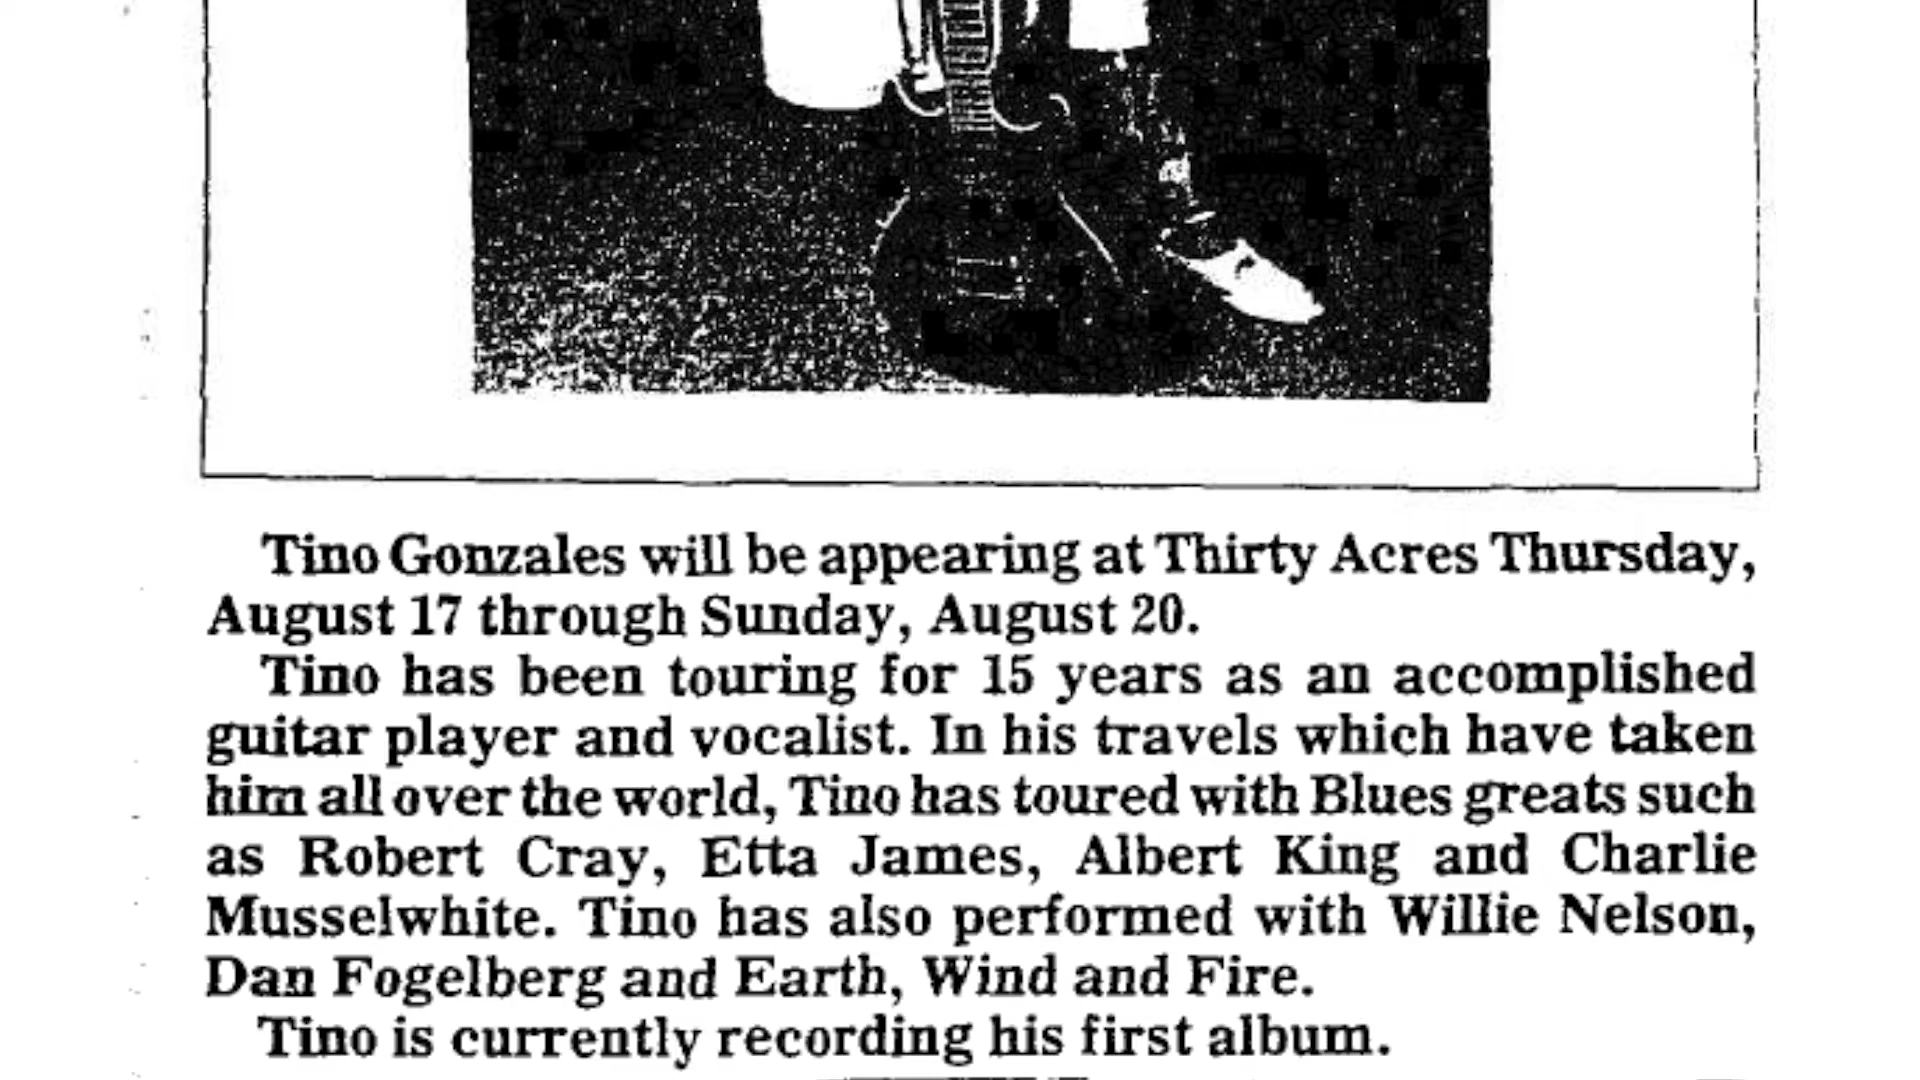 Tino Gonzales will be appearing at Thirty Acres Thursday,
August 17 through Sunday, August 20.
Tino has been touring for 15 years as an accomplished
guitar player and vocalist. In his travels which have taken
him all over the world, Tino has toured with Blues greats such
as Robert Cray, Etta James, Albert King and Charlie
Musselwhite. Tino has also performed with Willie Nelson,
Dan Fogelberg and Earth, Wind and Fire.
Tino is currently recording his first album.